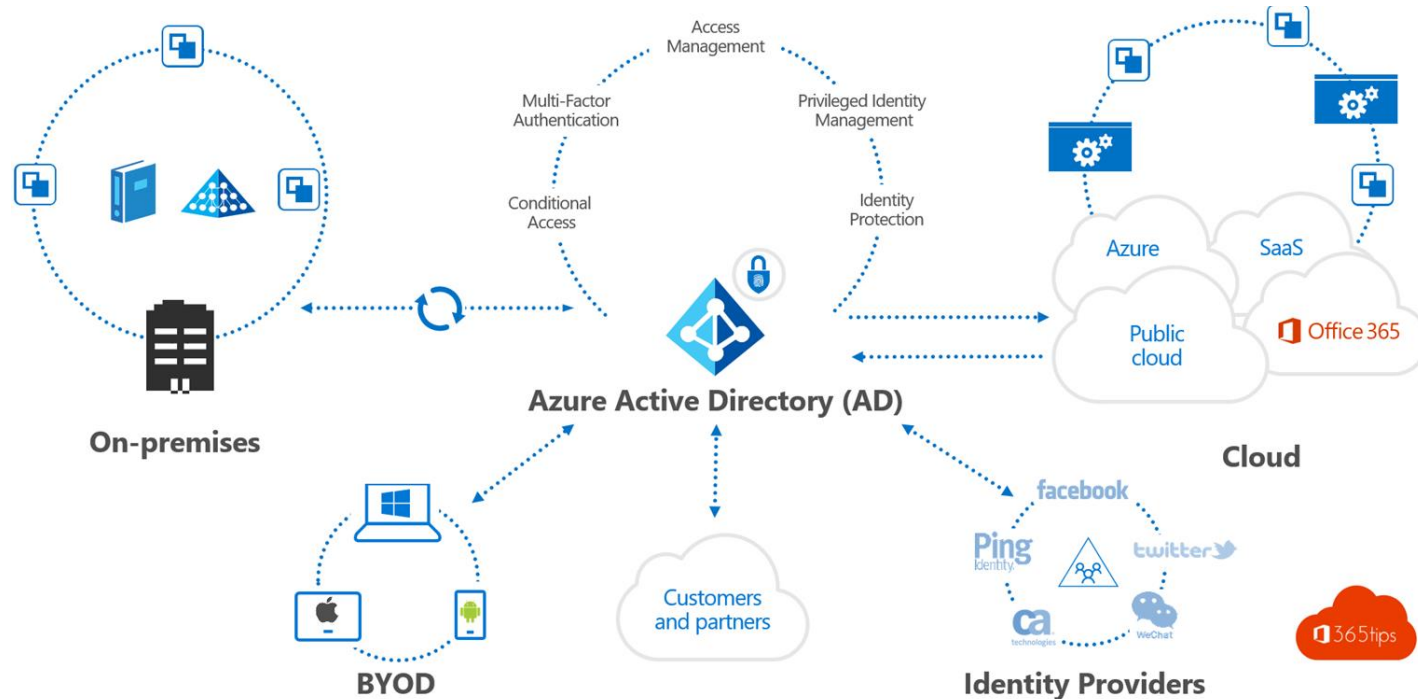 Access
Management
Multi-Factor
Authentication
Privileged Identity
Management
Conditional
Access
Identity
Protection
Azure
SaaS
Public
cloud
Office 365
Azure Active Directory (AD)
On-premises
Cloud
facebook
Ping
Identity.
twitter
Customers
and partners
ca
technologies
WeChat
365tips
BYOD
Identity Providers